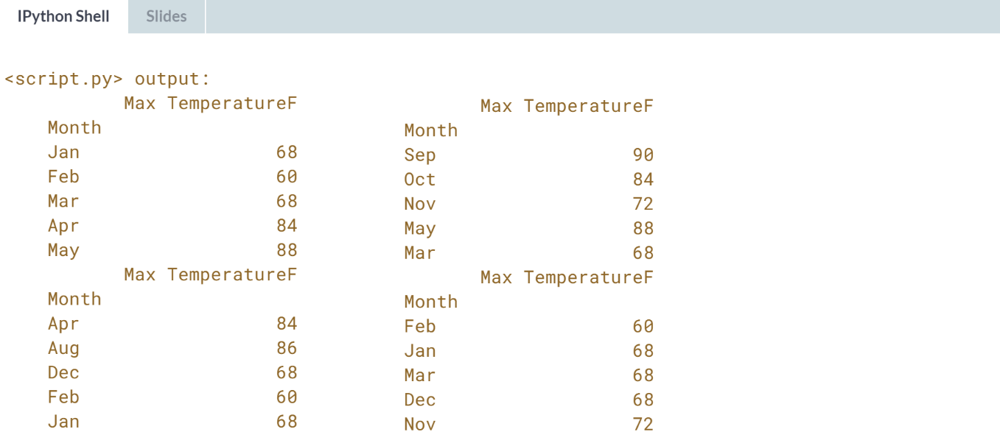 IPython Shell Slides
<script.py> output:
Max TemperatureF
Month
Jan 68
Feb 60
Mar 68
Apr 84
May 88
Max TemperatureF
Month
Apr 84
Aug 86
Dec 68
Feb 60
Jan 68
Max TemperatureF
Month
Sep 90
Oct 84
Nov 72
May 88
Mar 68
Max TemperatureF
Month
Feb 60
Jan 68
Mar 68
Dec 68
Nov 72